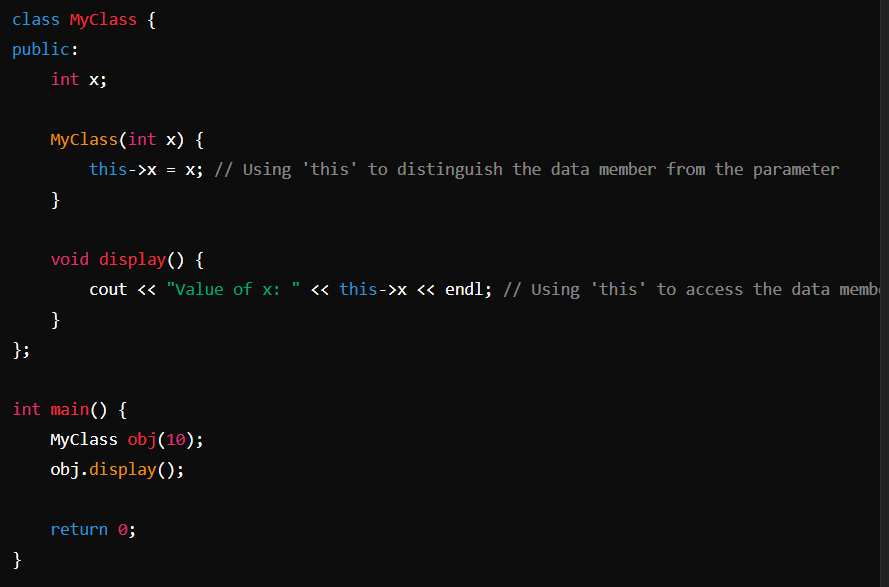 class MyClass {
public:
    int x;

    MyClass(int x) {
        this->x = x; // Using 'this' to distinguish the data member from the parameter
    }

    void display() {
        cout << "Value of x: " << this->x << endl; // Using 'this' to access the data
    }
};

int main() {
    MyClass obj(10);
    obj.display();

    return 0;
}